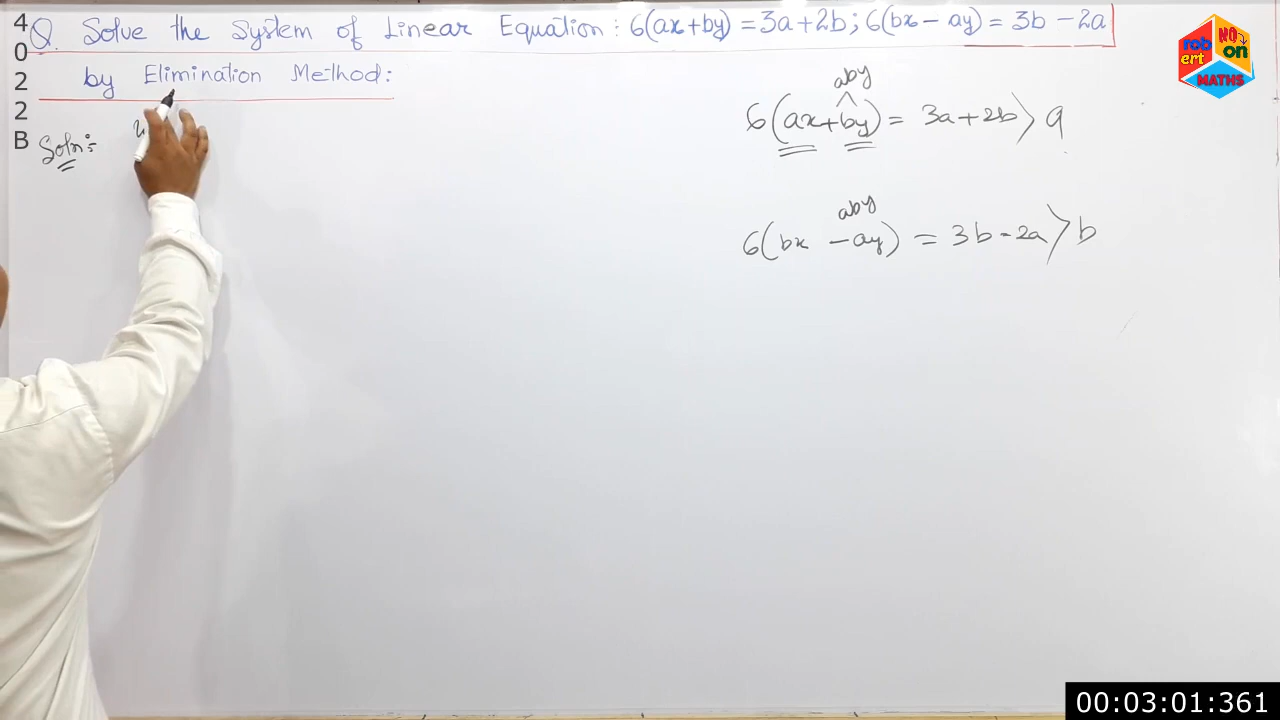 4
0
2
2
B
Q. Solve the System of Linear Equation : 6(ax+by) = 3a+2b ; 6(bx - ay) = 3b - 2a
by Elimination Method:
Soln:-
aby
6(ax+by) = 3a+2b > a
aby
6(bx - ay) = 3b - 2a > b
rob
ert
NO
on
MATHS
00:03:01:361